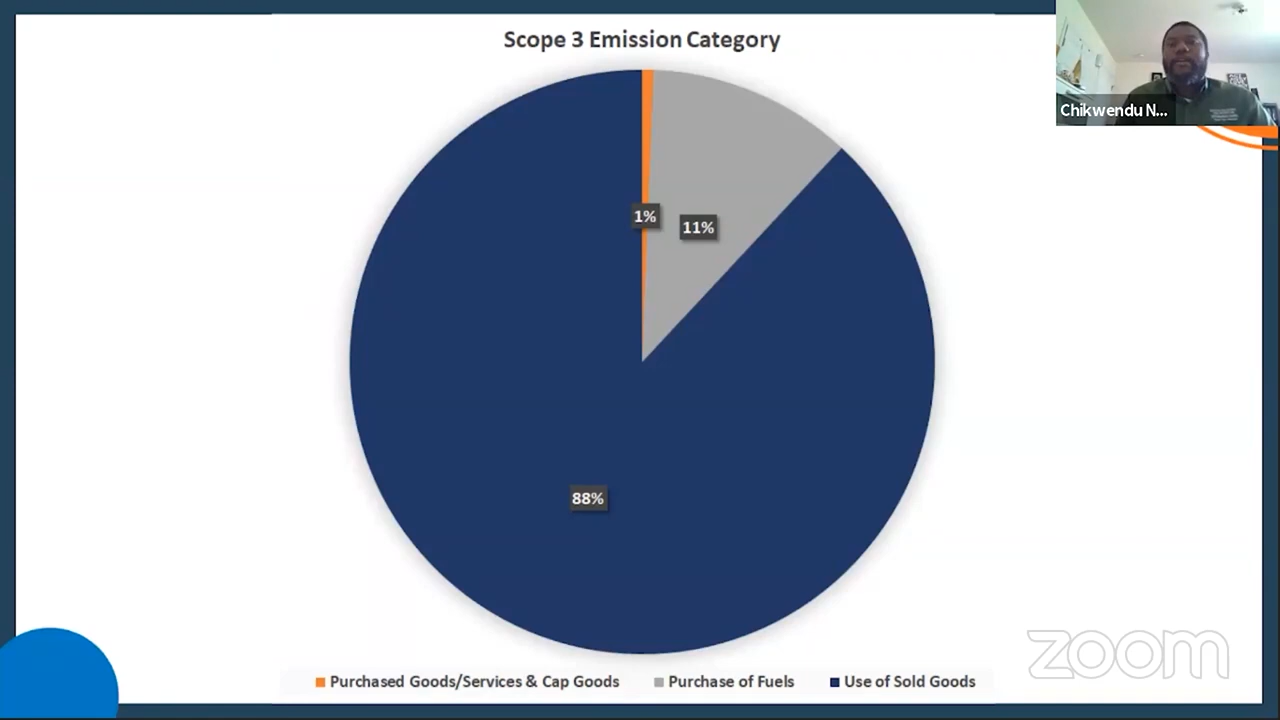 Scope 3 Emission Category
Chikwendu N...
1%
11%
88%
Purchased Goods/Services & Cap Goods
Purchase of Fuels
Use of Sold Goods
zoom